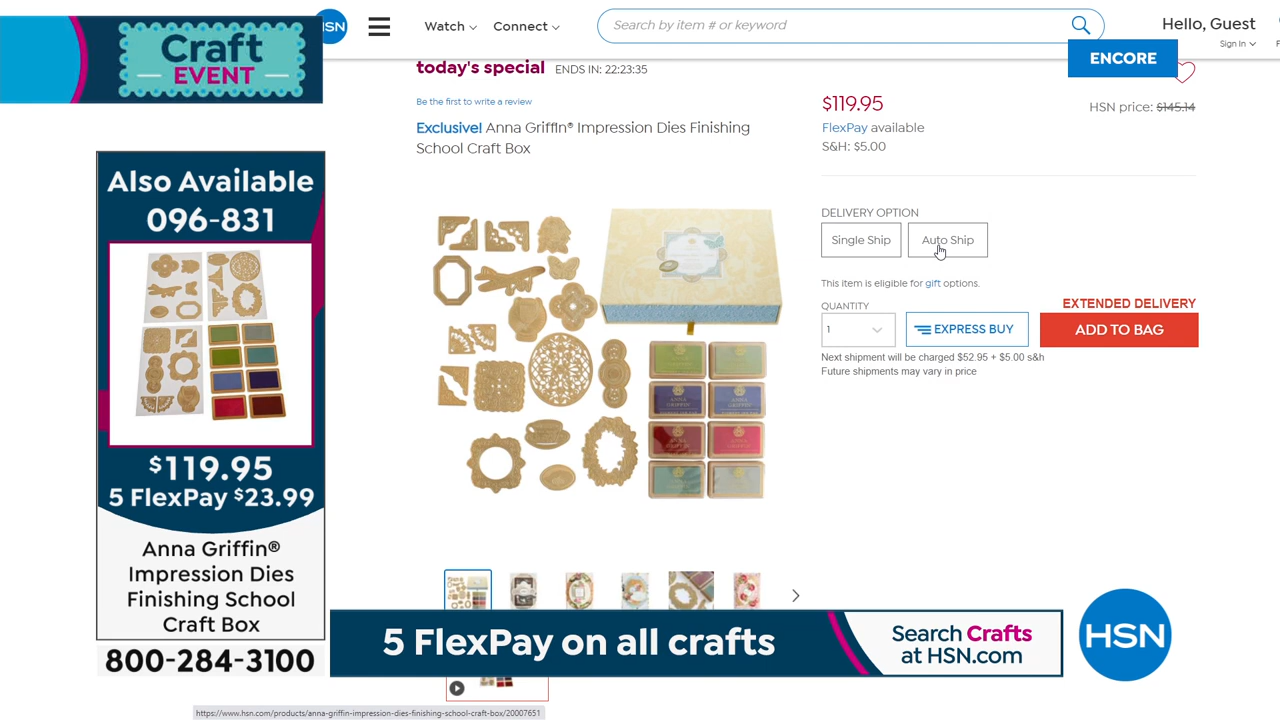 Craft
EVENT
HSN
Watch
Connect
Search by item # or keyword
Hello, Guest
Sign In
ENCORE
today's special ENDS IN: 22:23:35
Be the first to write a review
Exclusive! Anna Griffin® Impression Dies Finishing
School Craft Box
$119.95
HSN price: $145.14
FlexPay available
S&H: $5.00
DELIVERY OPTION
Single Ship
Auto Ship
This item is eligible for gift options.
QUANTITY
1
EXPRESS BUY
EXTENDED DELIVERY
ADD TO BAG
Next shipment will be charged $52.95 + $5.00 s&h
Future shipments may vary in price
Also Available
096-831
$119.95
5 FlexPay $23.99
Anna Griffin®
Impression Dies
Finishing School
Craft Box
800-284-3100
ANNA
GRIFFIN
ANNA
GRIFFIN
5 FlexPay on all crafts
Search Crafts
at HSN.com
HSN
https://www.hsn.com/products/anna-griffin-impression-dies-finishing-school-craft-box/20007651